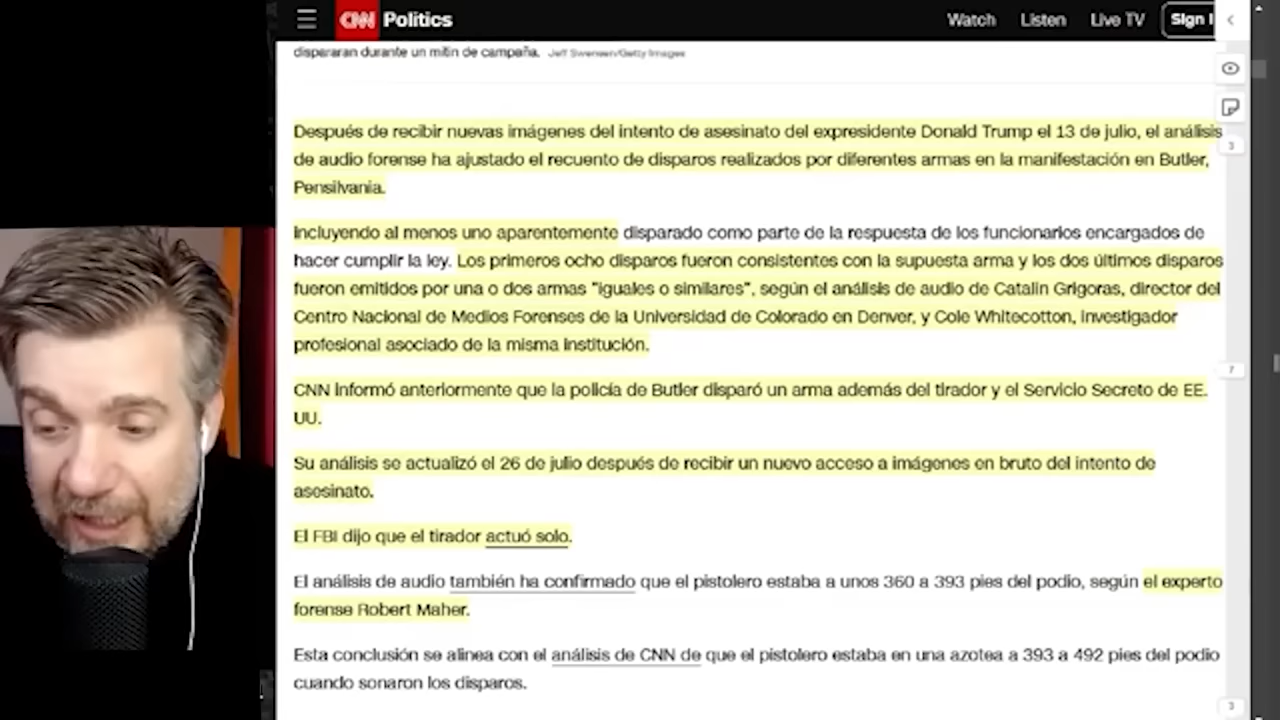 CNN Politics
Watch Listen Live TV Sign I
dispararan durante un mitin de campaña. Jeff Swensen/Getty Images
Después de recibir nuevas imágenes del intento de asesinato del expresidente Donald Trump el 13 de julio, el análisis
de audio forense ha ajustado el recuento de disparos realizados por diferentes armas en la manifestación en Butler,
Pensilvania.
incluyendo al menos uno aparentemente disparado como parte de la respuesta de los funcionarios encargados de
hacer cumplir la ley. Los primeros ocho disparos fueron consistentes con la supuesta arma y los dos últimos disparos
fueron emitidos por una o dos armas "iguales o similares", según el análisis de audio de Catalin Grigoras, director del
Centro Nacional de Medios Forenses de la Universidad de Colorado en Denver, y Cole Whitecotton, investigador
profesional asociado de la misma institución.
CNN informó anteriormente que la policía de Butler disparó un arma además del tirador y el Servicio Secreto de EE.
UU.
Su análisis se actualizó el 26 de julio después de recibir un nuevo acceso a imágenes en bruto del intento de
asesinato.
El FBI dijo que el tirador actuó solo.
El análisis de audio también ha confirmado que el pistolero estaba a unos 360 a 393 pies del podio, según el experto
forense Robert Maher.
Esta conclusión se alinea con el análisis de CNN de que el pistolero estaba en una azotea a 393 a 492 pies del podio
cuando sonaron los disparos.
3
7
3